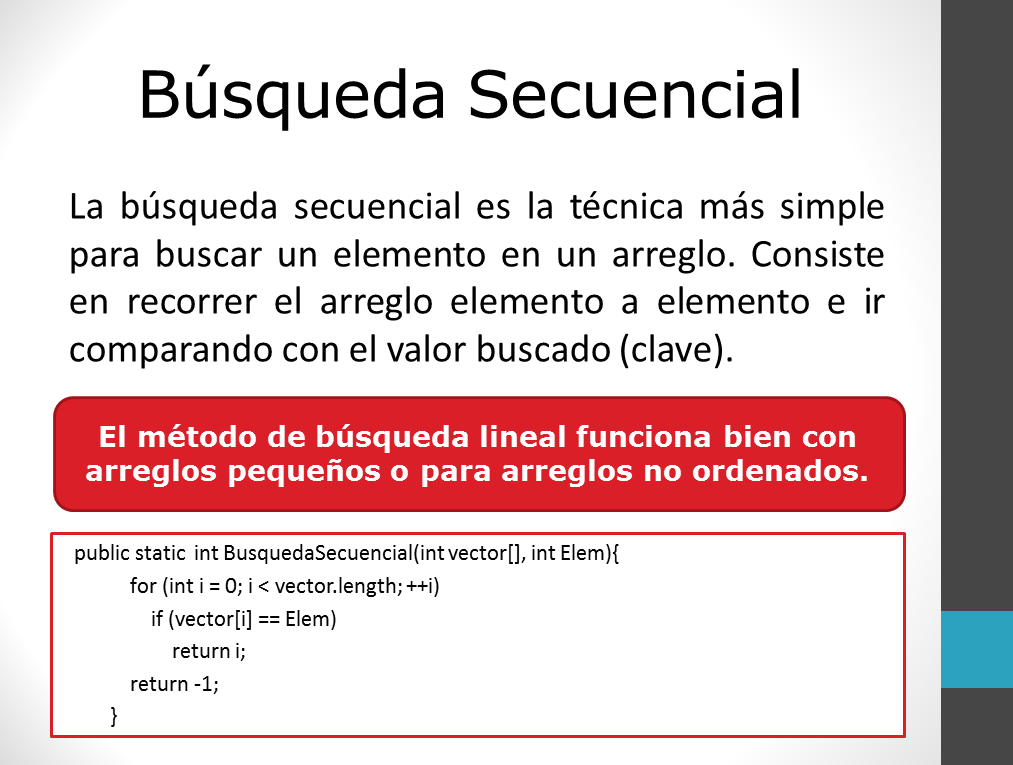 Búsqueda Secuencial
La búsqueda secuencial es la técnica más simple
para buscar un elemento en un arreglo. Consiste
en recorrer el arreglo elemento a elemento e ir
comparando con el valor buscado (clave).
El método de búsqueda lineal funciona bien con
arreglos pequeños o para arreglos no ordenados.
public static int BusquedaSecuencial(int vector[], int Elem){
for (int i = 0; i < vector.length; ++i)
if (vector[i] == Elem)
return i;
return -1;
}